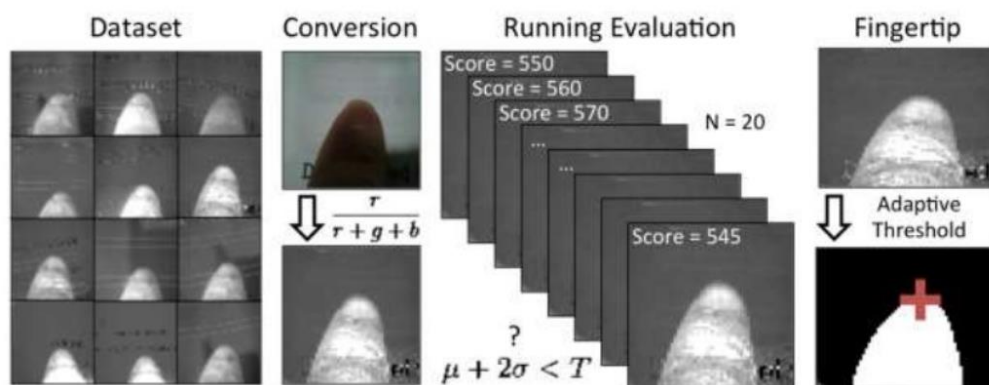 Dataset
Conversion
Running Evaluation
Fingertip
Score = 550
Score = 560
Score = 570
...
...
N = 20
r
r + g + b
Score = 545
?
μ + 2σ < T
Adaptive
Threshold